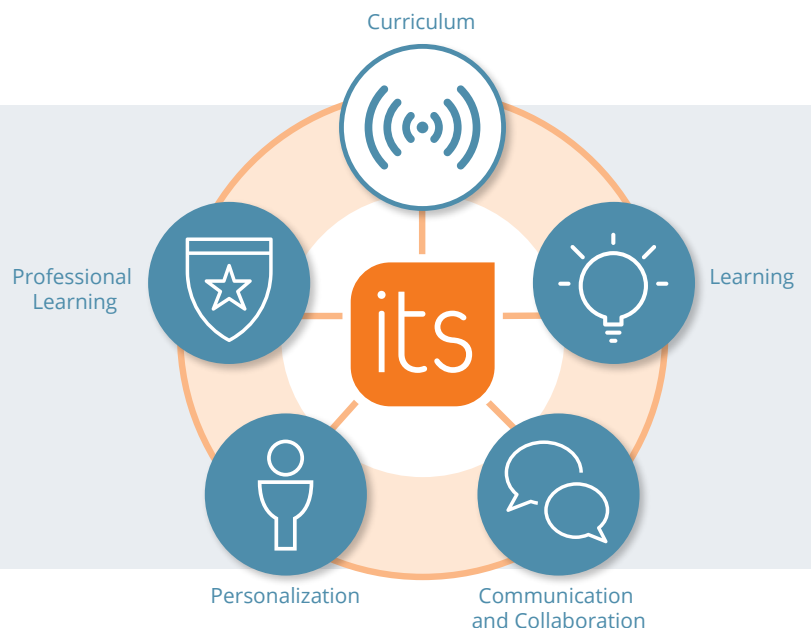 Curriculum
Professional
Learning
Learning
its
Personalization
Communication
and Collaboration